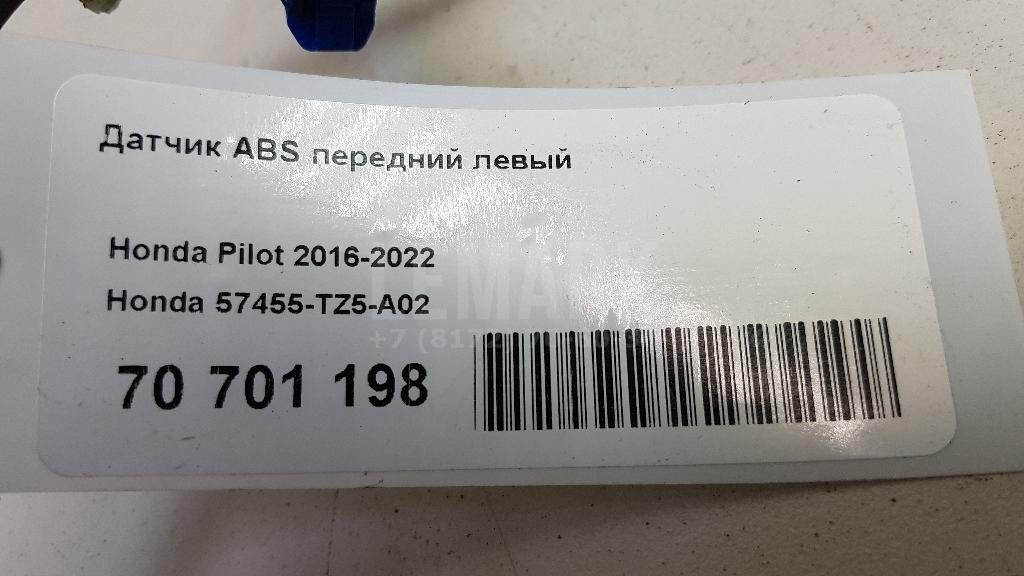 Датчик ABS передний левый
Honda Pilot 2016-2022
Honda 57455-TZ5-A02
70 701 198